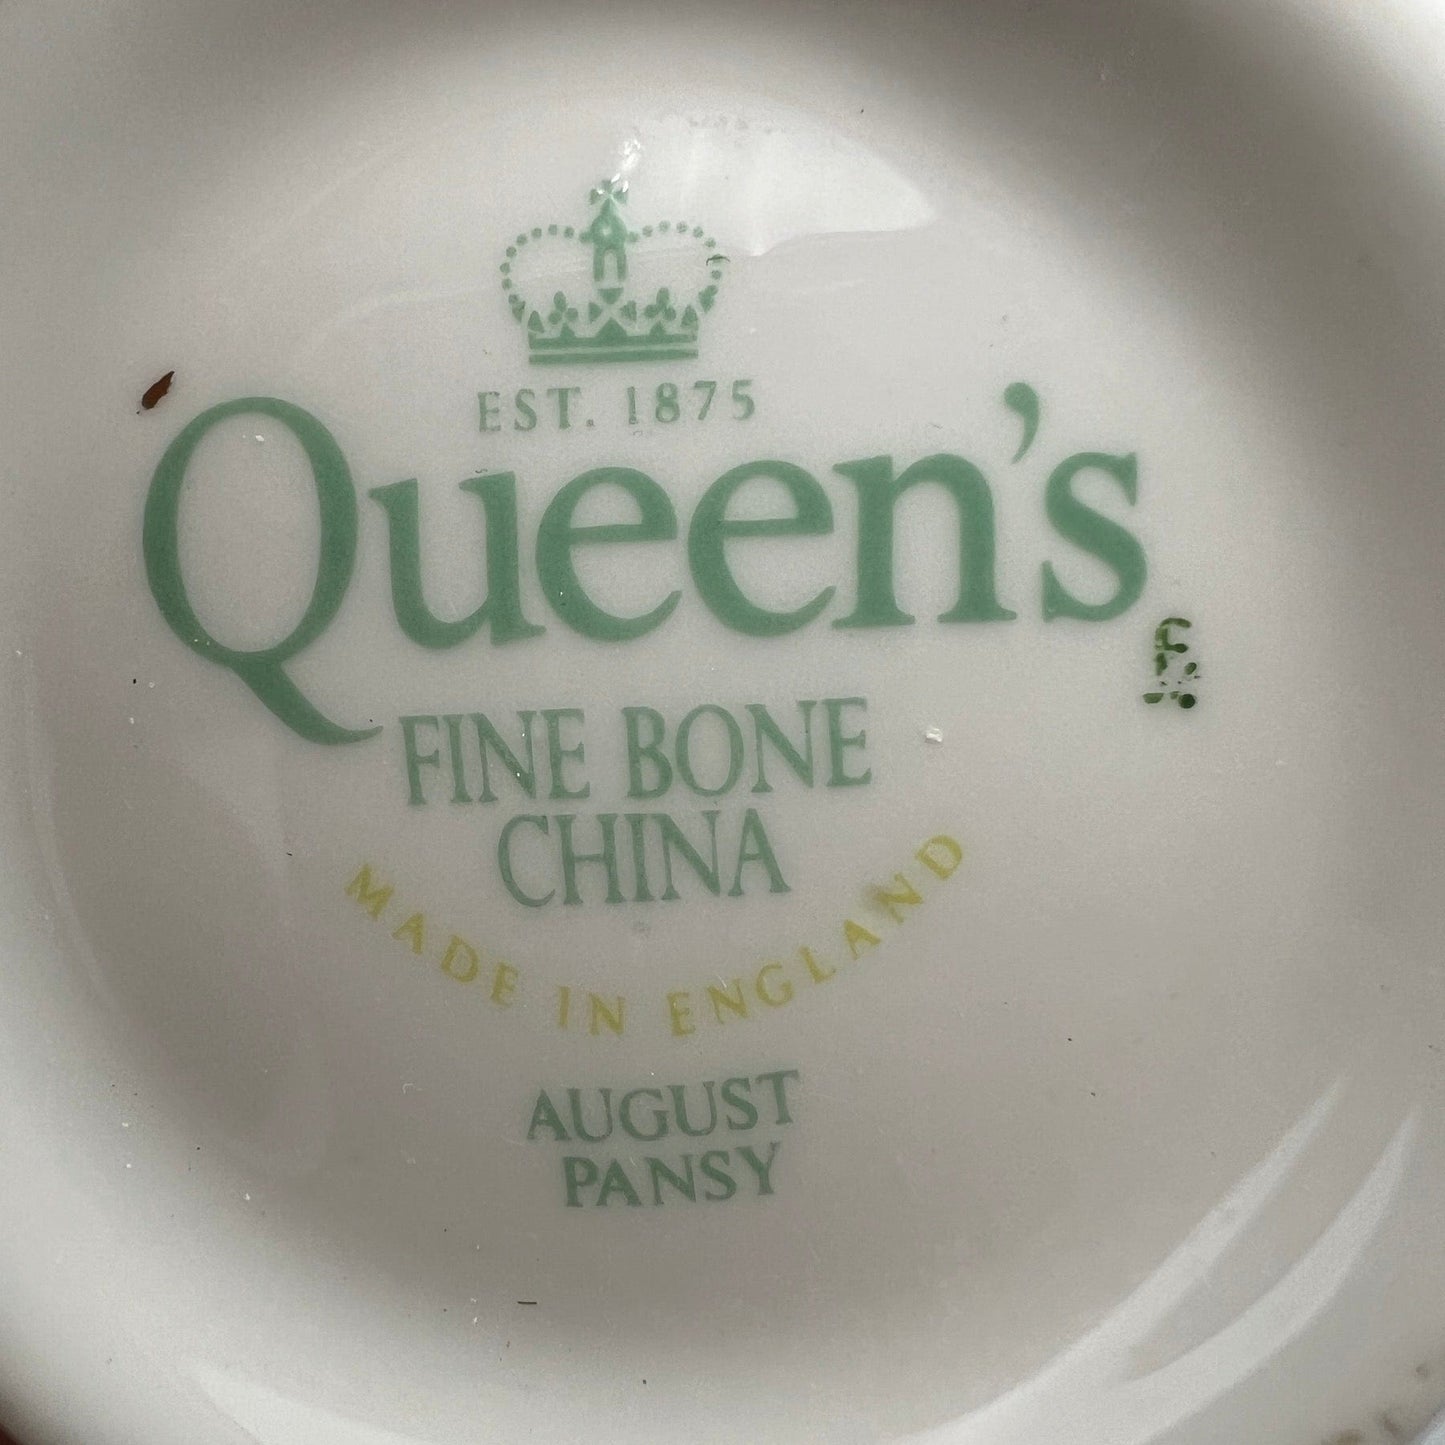 EST. 1875
Queen's
FINE BONE
CHINA
MADE IN ENGLAND
AUGUST
PANSY